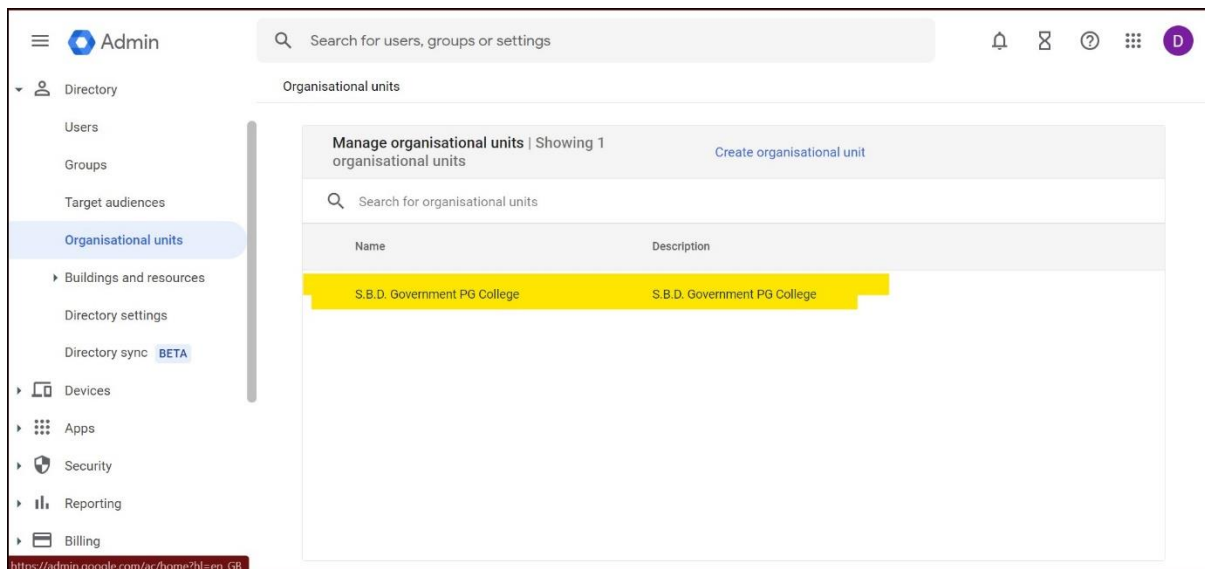 Admin
Search for users, groups or settings
D
Directory
Users
Groups
Target audiences
Organisational units
Buildings and resources
Directory settings
Directory sync BETA
Devices
Apps
Security
Reporting
Billing
https://admin.google.com/ac/home?hl=en_GB
Organisational units
Manage organisational units | Showing 1
organisational units
Create organisational unit
Search for organisational units
Name Description
S.B.D. Government PG College S.B.D. Government PG College